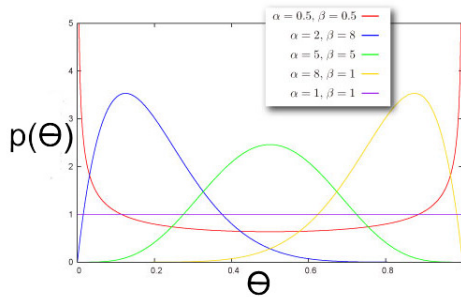 α = 0.5, β = 0.5
α = 2, β = 8
α = 5, β = 5
α = 8, β = 1
α = 1, β = 1
5
4
3
p(Θ)
2
1
0
0 0.2 0.4 0.6 0.8 1
Θ